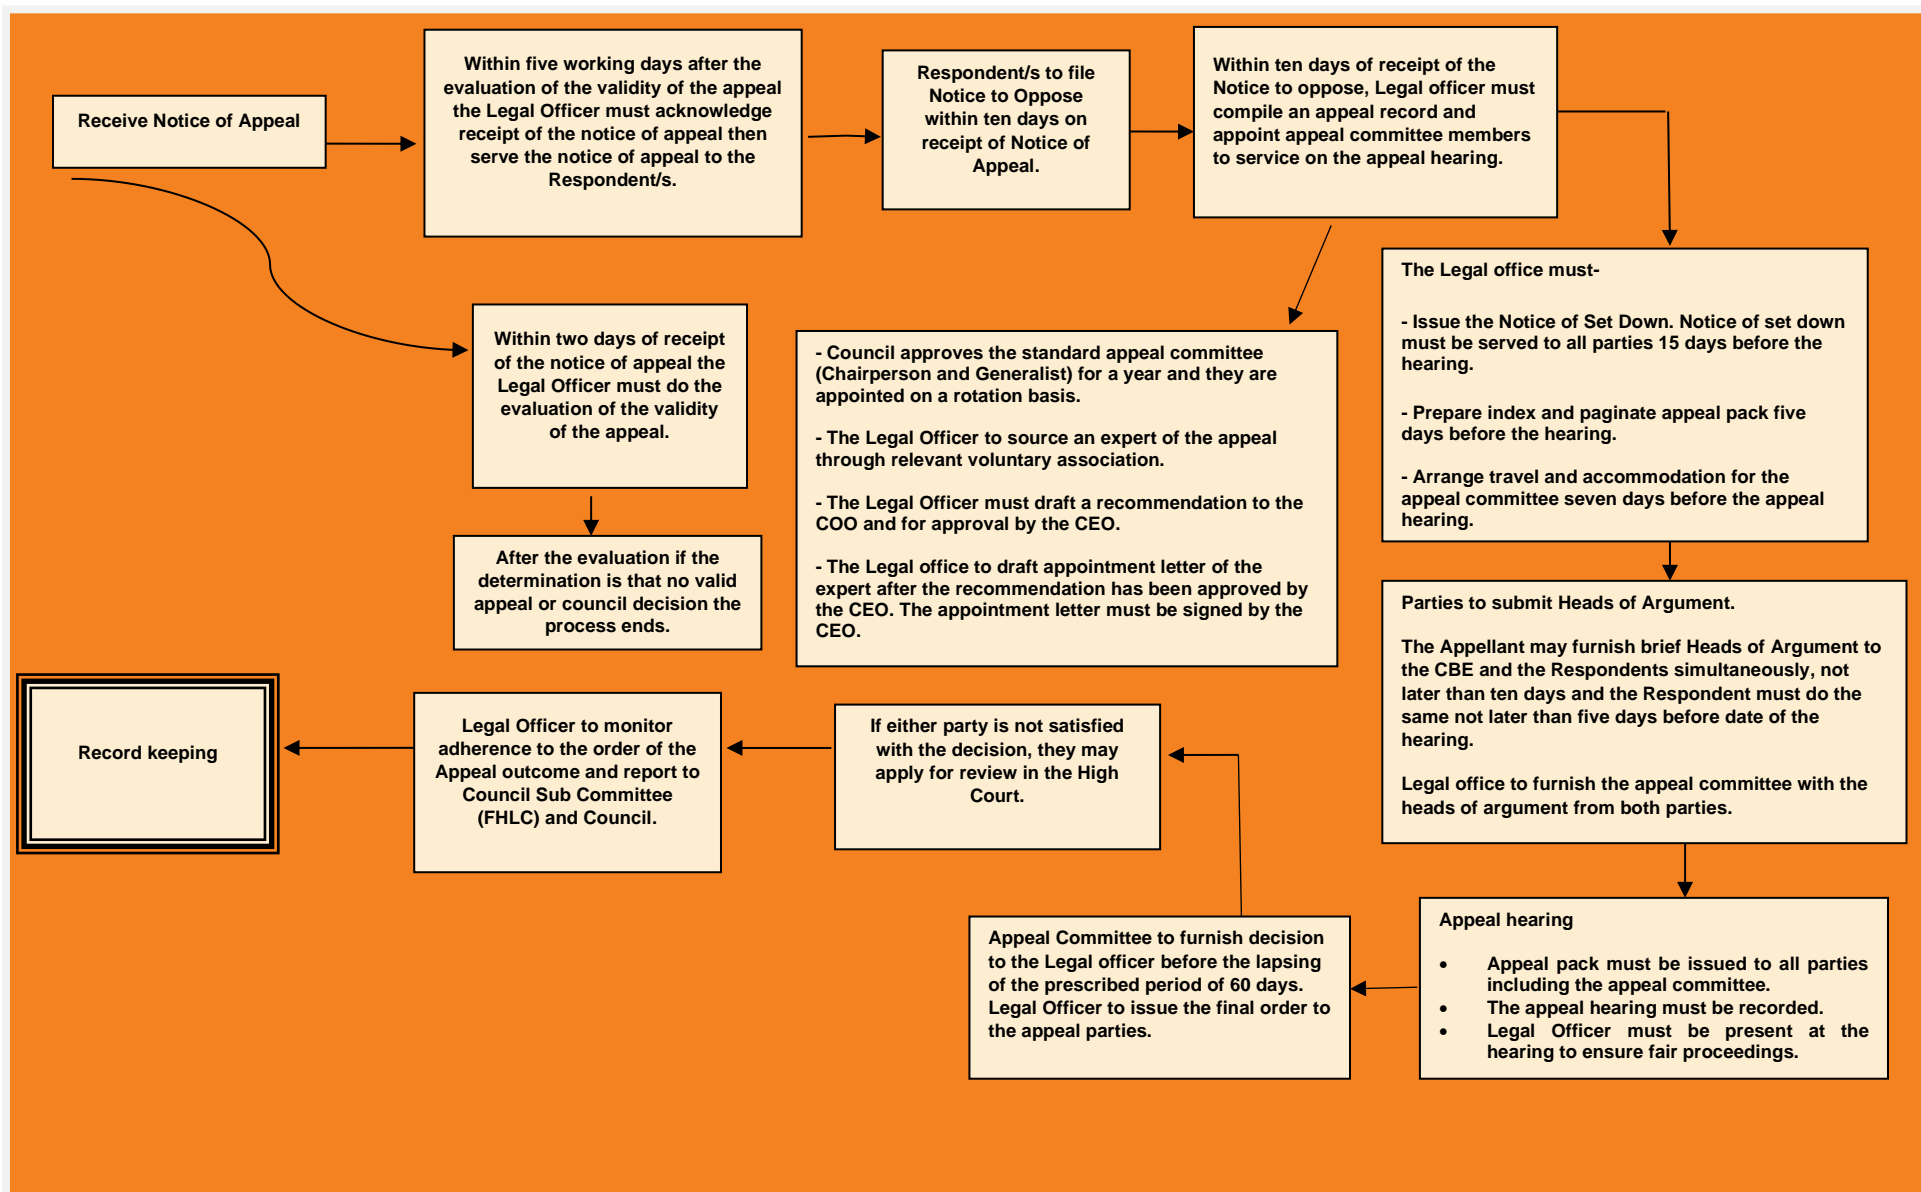 Receive Notice of Appeal
Within five working days after the
evaluation of the validity of the appeal
the Legal Officer must acknowledge
receipt of the notice of appeal then
serve the notice of appeal to the
Respondent/s.
Respondent/s to file
Notice to Oppose
within ten days on
receipt of Notice of
Appeal.
Within ten days of receipt of the
Notice to oppose, Legal officer must
compile an appeal record and
appoint appeal committee members
to service on the appeal hearing.
Within two days of receipt
of the notice of appeal the
Legal Officer must do the
evaluation of the validity
of the appeal.
After the evaluation if the
determination is that no valid
appeal or council decision the
process ends.
- Council approves the standard appeal committee
(Chairperson and Generalist) for a year and they are
appointed on a rotation basis.
- The Legal Officer to source an expert of the appeal
through relevant voluntary association.
- The Legal Officer must draft a recommendation to the
COO and for approval by the CEO.
- The Legal office to draft appointment letter of the
expert after the recommendation has been approved by
the CEO. The appointment letter must be signed by the
CEO.
The Legal office must-
- Issue the Notice of Set Down. Notice of set down
must be served to all parties 15 days before the
hearing.
- Prepare index and paginate appeal pack five
days before the hearing.
- Arrange travel and accommodation for the
appeal committee seven days before the appeal
hearing.
Parties to submit Heads of Argument.
The Appellant may furnish brief Heads of Argument to
the CBE and the Respondents simultaneously, not
later than ten days and the Respondent must do the
same not later than five days before date of the
hearing.
Legal office to furnish the appeal committee with the
heads of argument from both parties.
Appeal hearing
• Appeal pack must be issued to all parties
including the appeal committee.
• The appeal hearing must be recorded.
• Legal Officer must be present at the
hearing to ensure fair proceedings.
Appeal Committee to furnish decision
to the Legal officer before the lapsing
of the prescribed period of 60 days.
Legal Officer to issue the final order to
the appeal parties.
If either party is not satisfied
with the decision, they may
apply for review in the High
Court.
Legal Officer to monitor
adherence to the order of the
Appeal outcome and report to
Council Sub Committee
(FHLC) and Council.
Record keeping